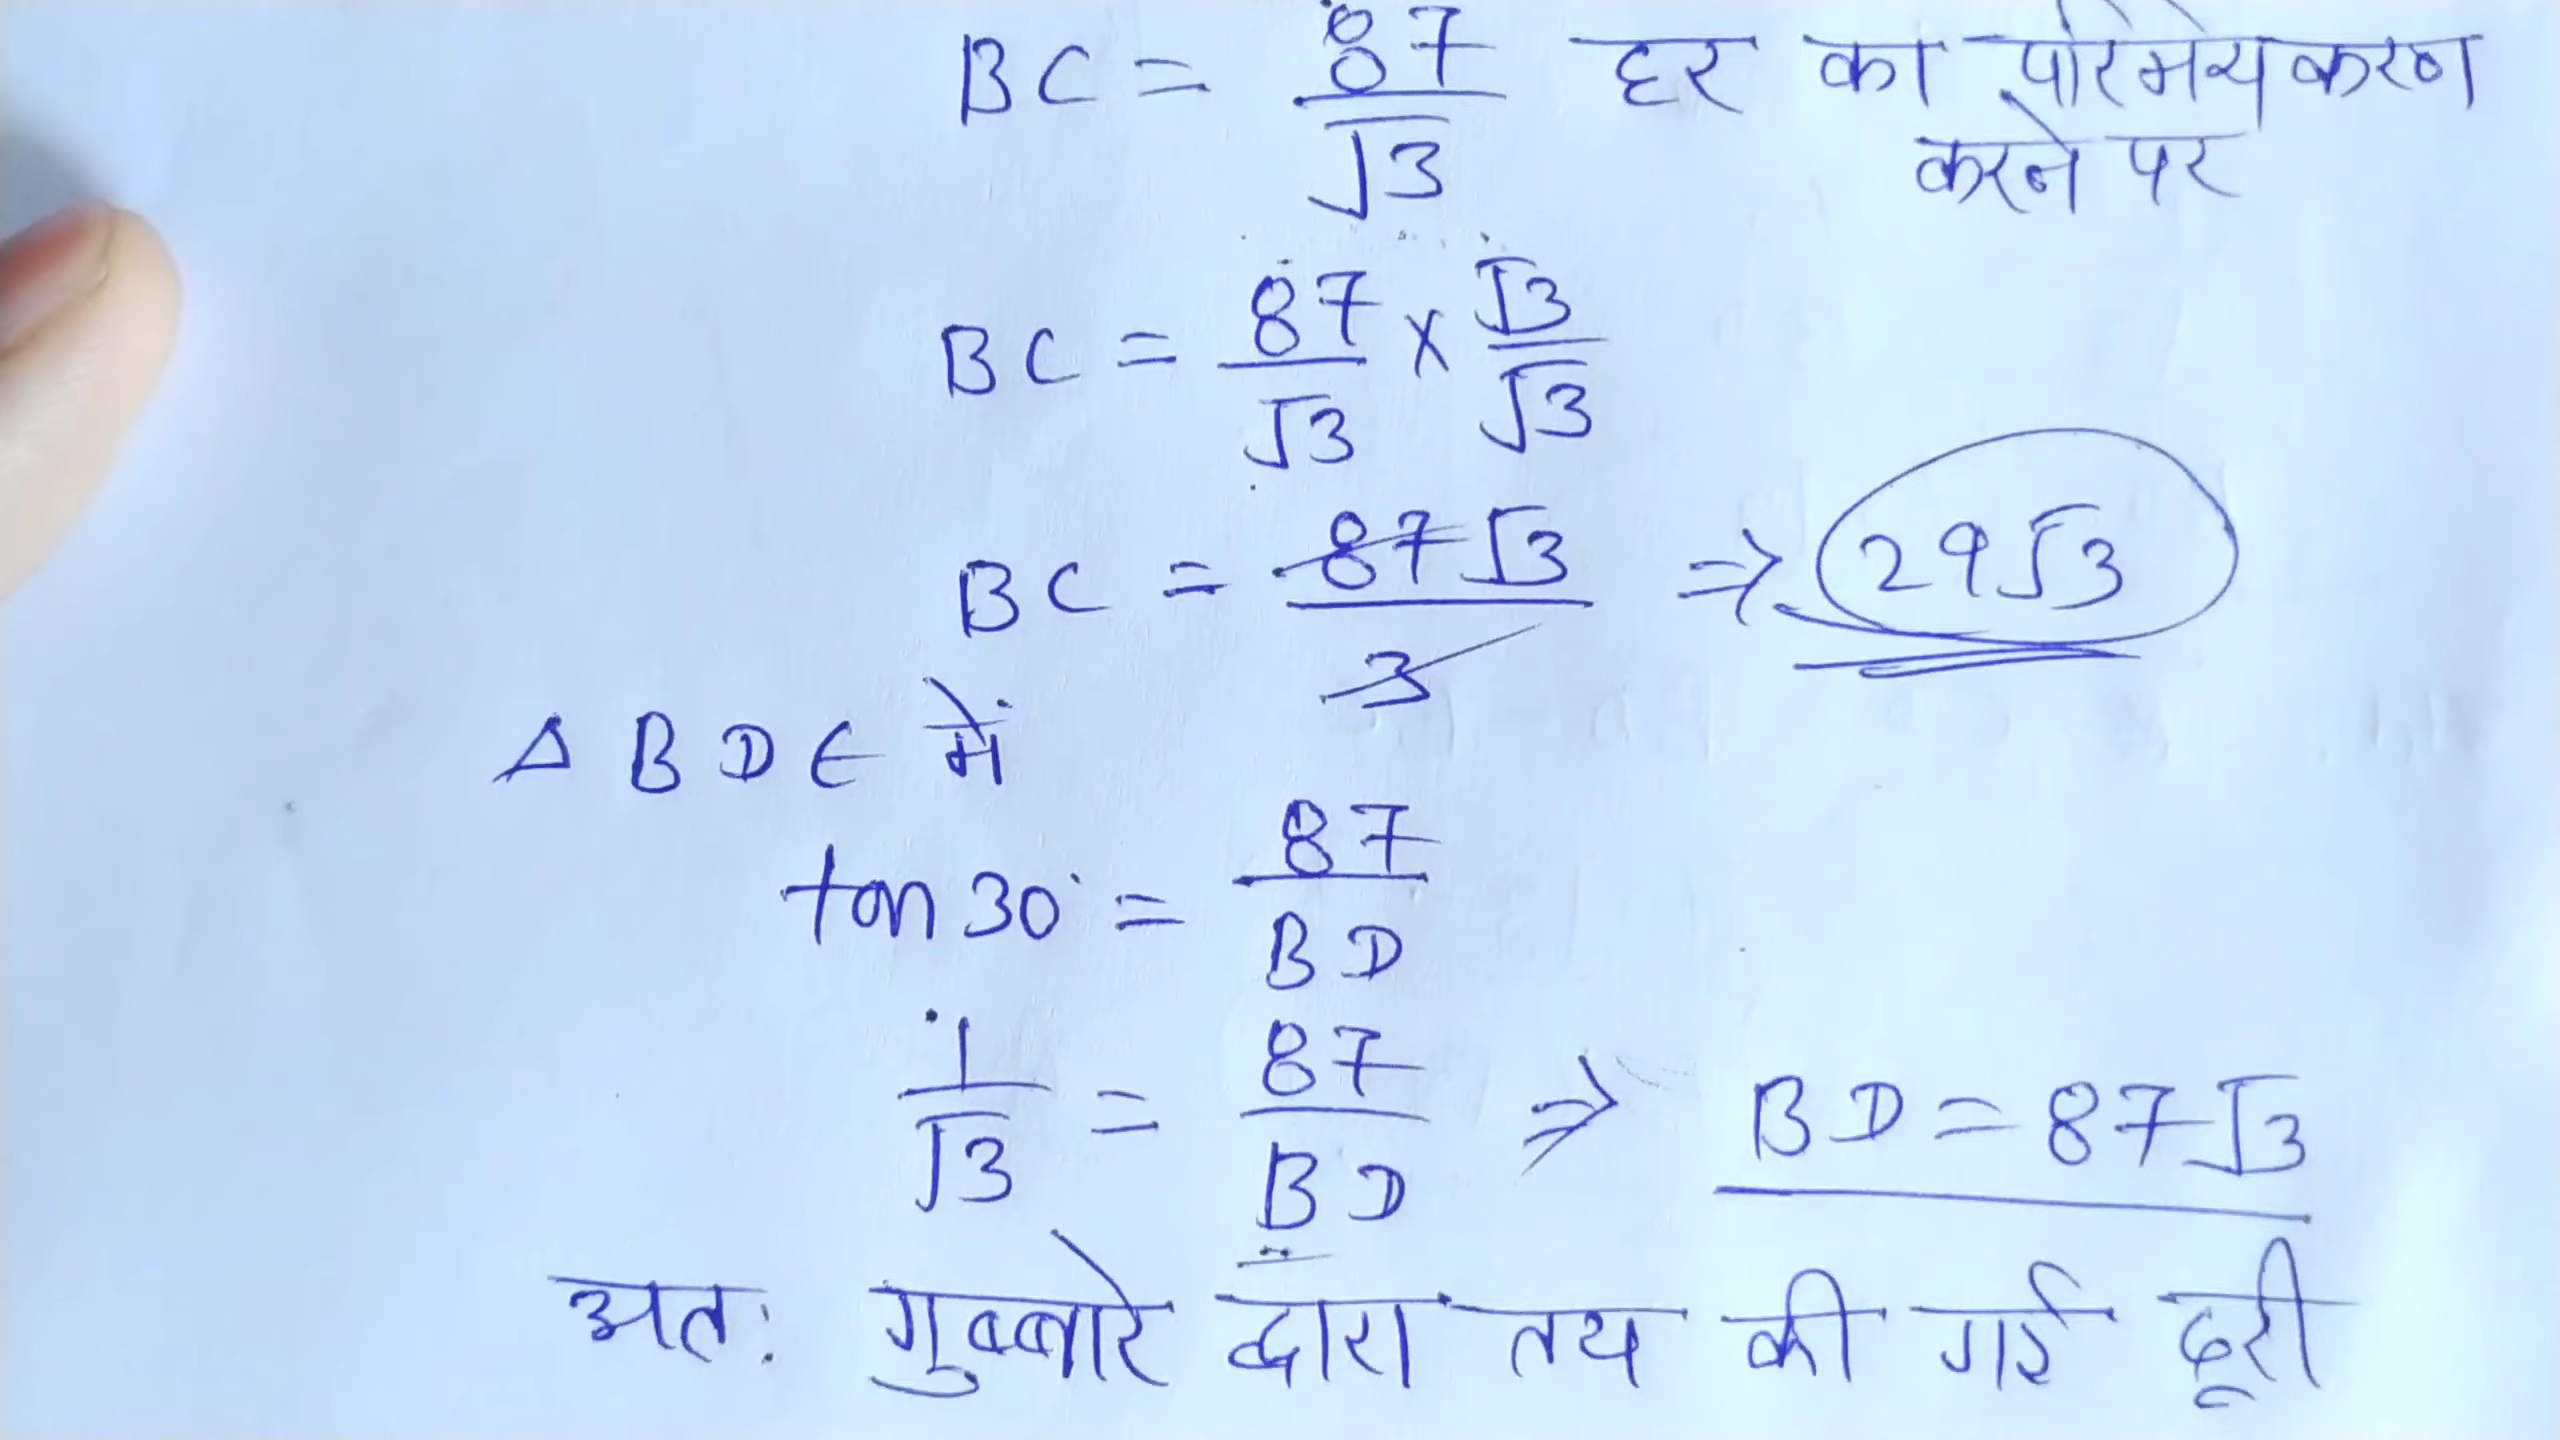 BC = 87/√3 हर का परिमेयकरण
करने पर
BC = 87/√3 × √3/√3
BC = 87√3/3 ⇒ 29√3
Δ BDE में
tan 30° = 87/BD
1/√3 = 87/BD ⇒ BD = 87√3
अतः गुब्बारे द्वारा तय की गई दूरी